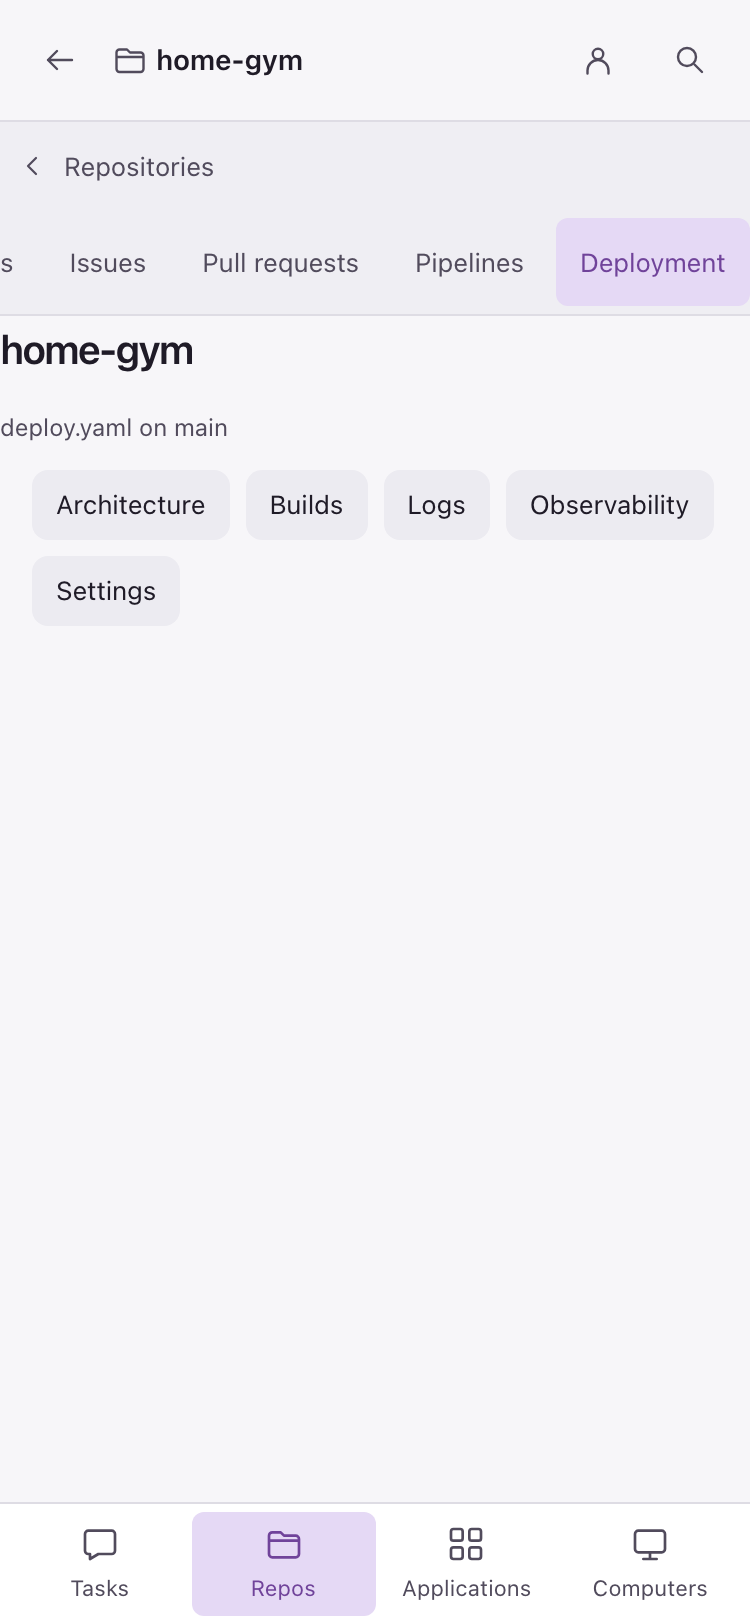 home-gym
Repositories
s Issues Pull requests Pipelines Deployment
home-gym
deploy.yaml on main
Architecture Builds Logs Observability
Settings
Tasks Repos Applications Computers